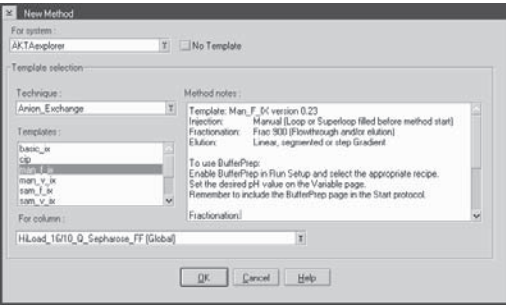 New Method
For system :
AKTAexplorer
No Template
Template selection
Technique :
Anion_Exchange
Templates :
basic_ix
cip
man_f_ix
man_v_ix
sam_f_ix
sam_v_ix
For column :
HiLoad_16/10_Q_Sepharose_FF (Global)
Method notes :
Template: Man_F_IX version 0.23
Injection: Manual (Loop or Superloop filled before method start)
Fractionation: Frac 900 (Flowthrough and/or elution)
Elution: Linear, segmented or step Gradient
To use BufferPrep:
Enable BufferPrep in Run Setup and select the appropriate recipe.
Set the desired pH value on the Variable page.
Remember to include the BufferPrep page in the Start protocol.
Fractionation:
OK Cancel Help